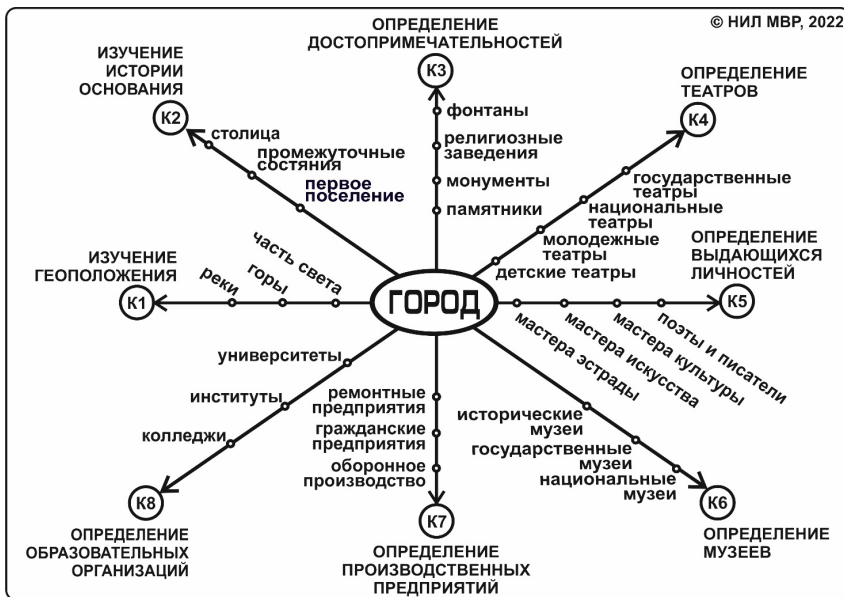 © НИЛ МВР, 2022
ИЗУЧЕНИЕ
ИСТОРИИ
ОСНОВАНИЯ
К2
столица
промежуточные
состяния
первое
поселение
ОПРЕДЕЛЕНИЕ
ДОСТОПРИМЕЧАТЕЛЬНОСТЕЙ
К3
фонтаны
религиозные
заведения
монументы
памятники
ОПРЕДЕЛЕНИЕ
ТЕАТРОВ
К4
государственные
театры
национальные
театры
молодежные
театры
детские театры
ИЗУЧЕНИЕ
ГЕОПОЛОЖЕНИЯ
К1
реки
горы
часть света
ГОРОД
ОПРЕДЕЛЕНИЕ
ВЫДАЮЩИХСЯ
ЛИЧНОСТЕЙ
К5
мастера эстрады
мастера искусства
мастера культуры
поэты и писатели
университеты
институты
колледжи
К8
ОПРЕДЕЛЕНИЕ
ОБРАЗОВАТЕЛЬНЫХ
ОРГАНИЗАЦИЙ
ремонтные
предприятия
гражданские
предприятия
оборонное
производство
К7
ОПРЕДЕЛЕНИЕ
ПРОИЗВОДСТВЕННЫХ
ПРЕДПРИЯТИЙ
исторические
музеи
государственные
музеи
национальные
музеи
К6
ОПРЕДЕЛЕНИЕ
МУЗЕЕВ